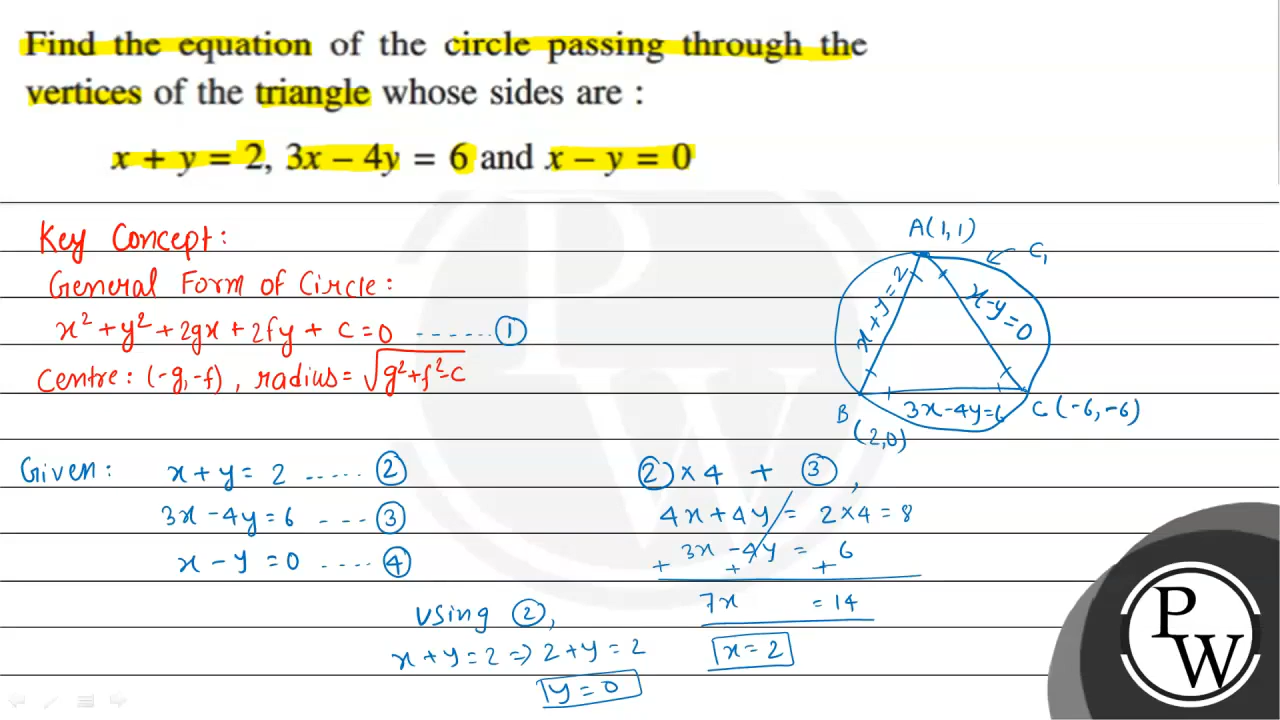 Find the equation of the circle passing through the
vertices of the triangle whose sides are :
x + y = 2, 3x – 4y = 6 and x – y = 0
Key Concept:
General Form of Circle:
x² + y² + 2gx + 2fy + c = 0 ------- ①
Centre: (-g,-f), radius = √g²+f²-c
A(1,1)
C₁
x+y=2
x-y=0
B
3x-4y=6
C(-6,-6)
(2,0)
Given: x + y = 2 ..... ②
3x - 4y = 6 --- ③
x - y = 0 .... ④
②×4 + ③,
4x + 4y = 2×4 = 8
3x - 4y = 6
+ + +
7x = 14
x = 2
Using ②,
x + y = 2 ⇒ 2 + y = 2
y = 0
P
W